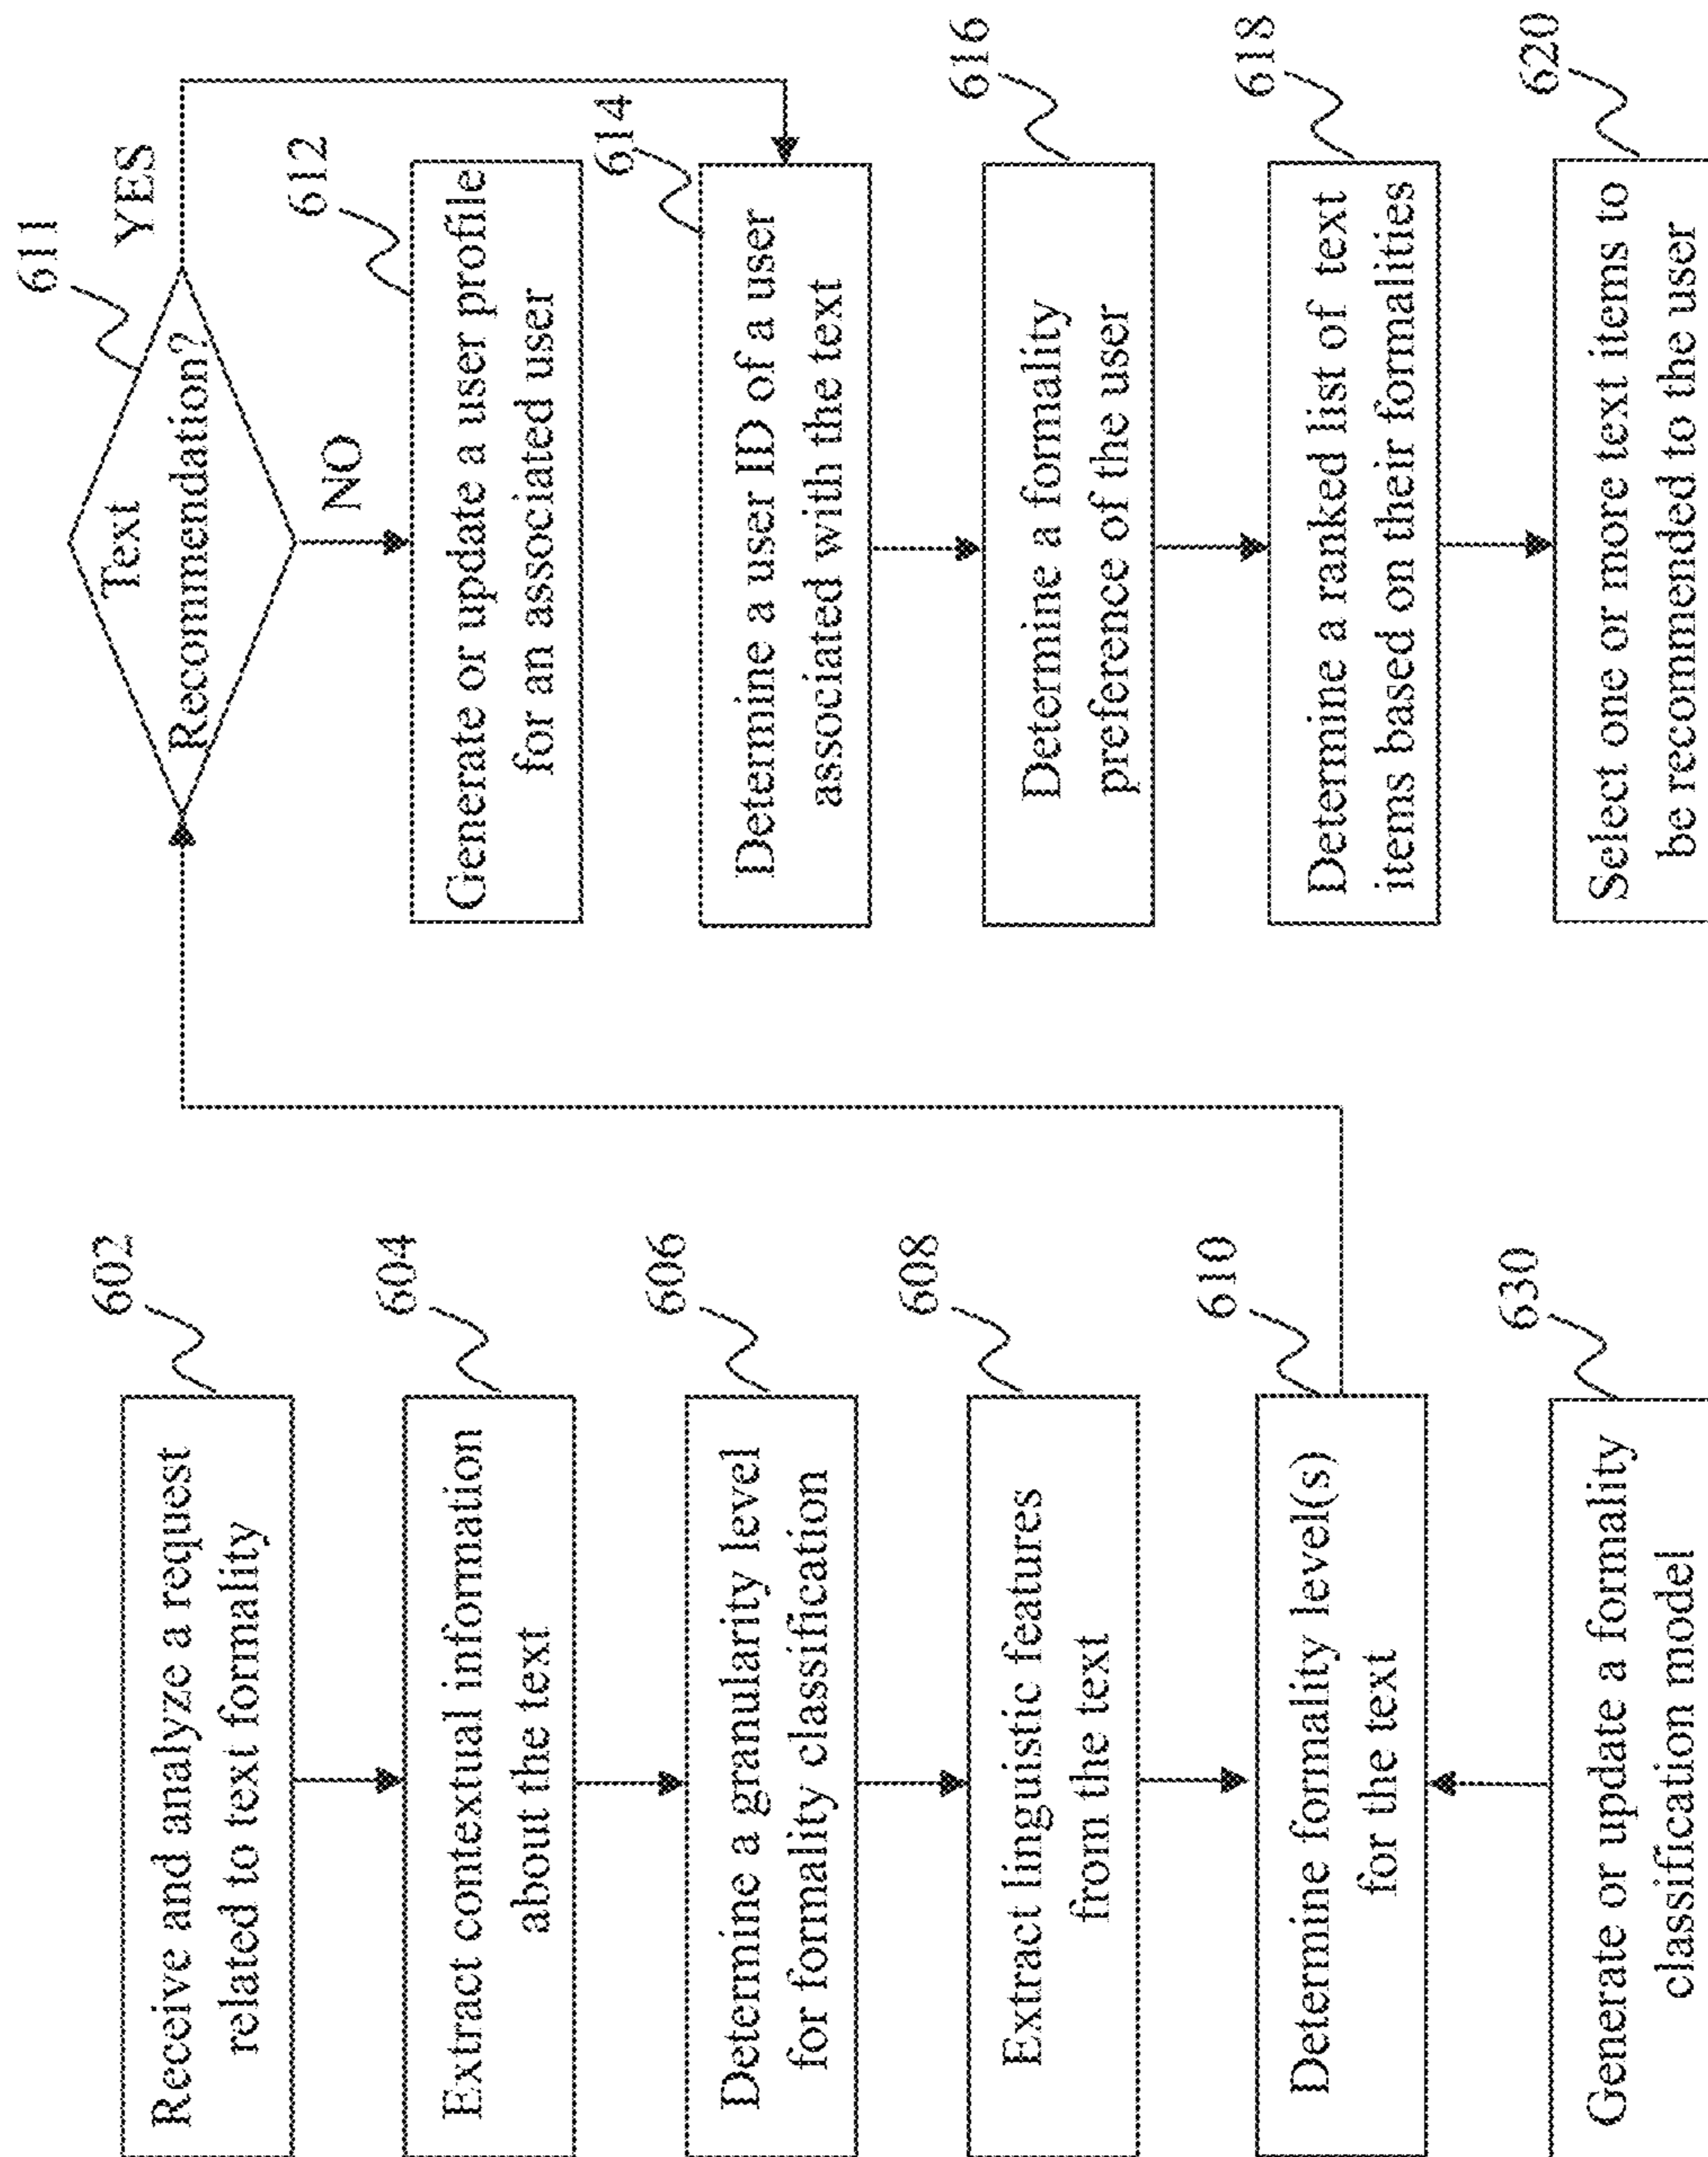 602
Receive and analyze a request
related to text formality
604
Extract contextual information
about the text
606
Determine a granularity level
for formality classification
608
Extract linguistic features
from the text
610
Determine formality level(s)
for the text
630
Generate or update a formality
classification model
611
Text
Recommendation?
YES
NO
612
Generate or update a user profile
for an associated user
614
Determine a user ID of a user
associated with the text
616
Determine a formality
preference of the user
618
Determine a ranked list of text
items based on their formalities
620
Select one or more text items to
be recommended to the user